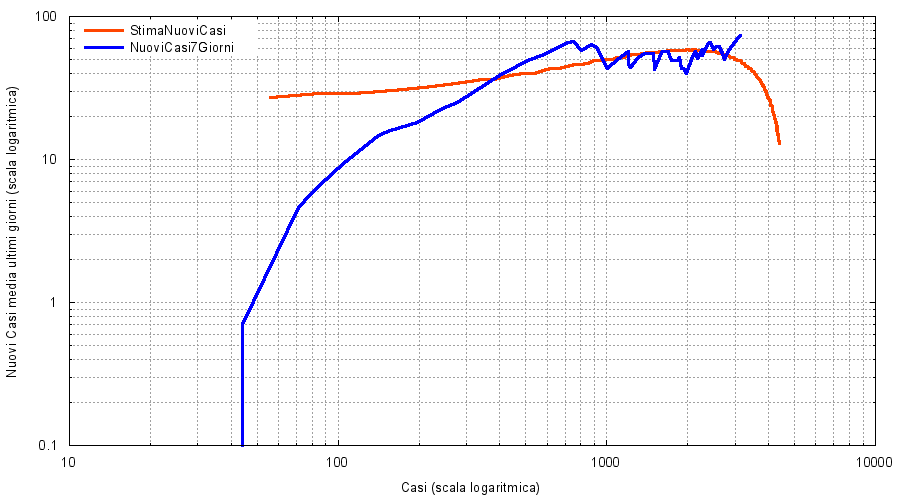 100
StimaNuoviCasi
NuoviCasi7Giorni
10
1
0.1
Nuovi Casi media ultimi giorni (scala logaritmica)
10
100
1000
10000
Casi (scala logaritmica)